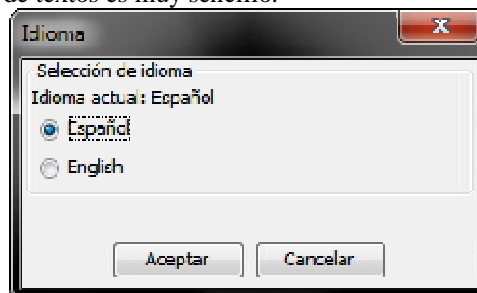 de textos es muy sencillo.
Idioma
Selección de idioma
Idioma actual: Español
Español
English
Aceptar
Cancelar